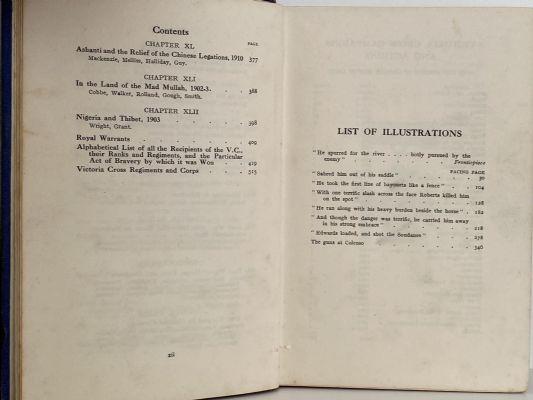 Contents
CHAPTER XL
PAGE
Ashanti and the Relief of the Chinese Legations, 1910 377
Mackenzie, Mellis, Halliday, Guy.
CHAPTER XLI
In the Land of the Mad Mullah, 1902-3. . . 388
Cobbe, Walker, Rolland, Gough, Smith.
CHAPTER XLII
Nigeria and Thibet, 1903 . . . . . 398
Wright, Grant.
Royal Warrants . . . . . . 409
Alphabetical List of all the Recipients of the V.C.,
their Ranks and Regiments, and the Particular
Act of Bravery by which it was Won . . 419
Victoria Cross Regiments and Corps . . . 515
xii
LIST OF ILLUSTRATIONS
"He spurred for the river .... hotly pursued by the
enemy" . . . . . . Frontispiece
FACING PAGE
"Sabred him out of his saddle" . . . . 50
"He took the first line of bayonets like a fence" . . 104
"With one terrific slash across the face Roberts killed him
on the spot" . . . . . . 128
"He ran along with his heavy burden beside the horse" . 182
"And though the danger was terrific, he carried him away
in his strong embrace" . . . . . 218
"Edwards loaded, and shot the Soudanese" . . . 278
The guns at Colenso . . . . . . 346